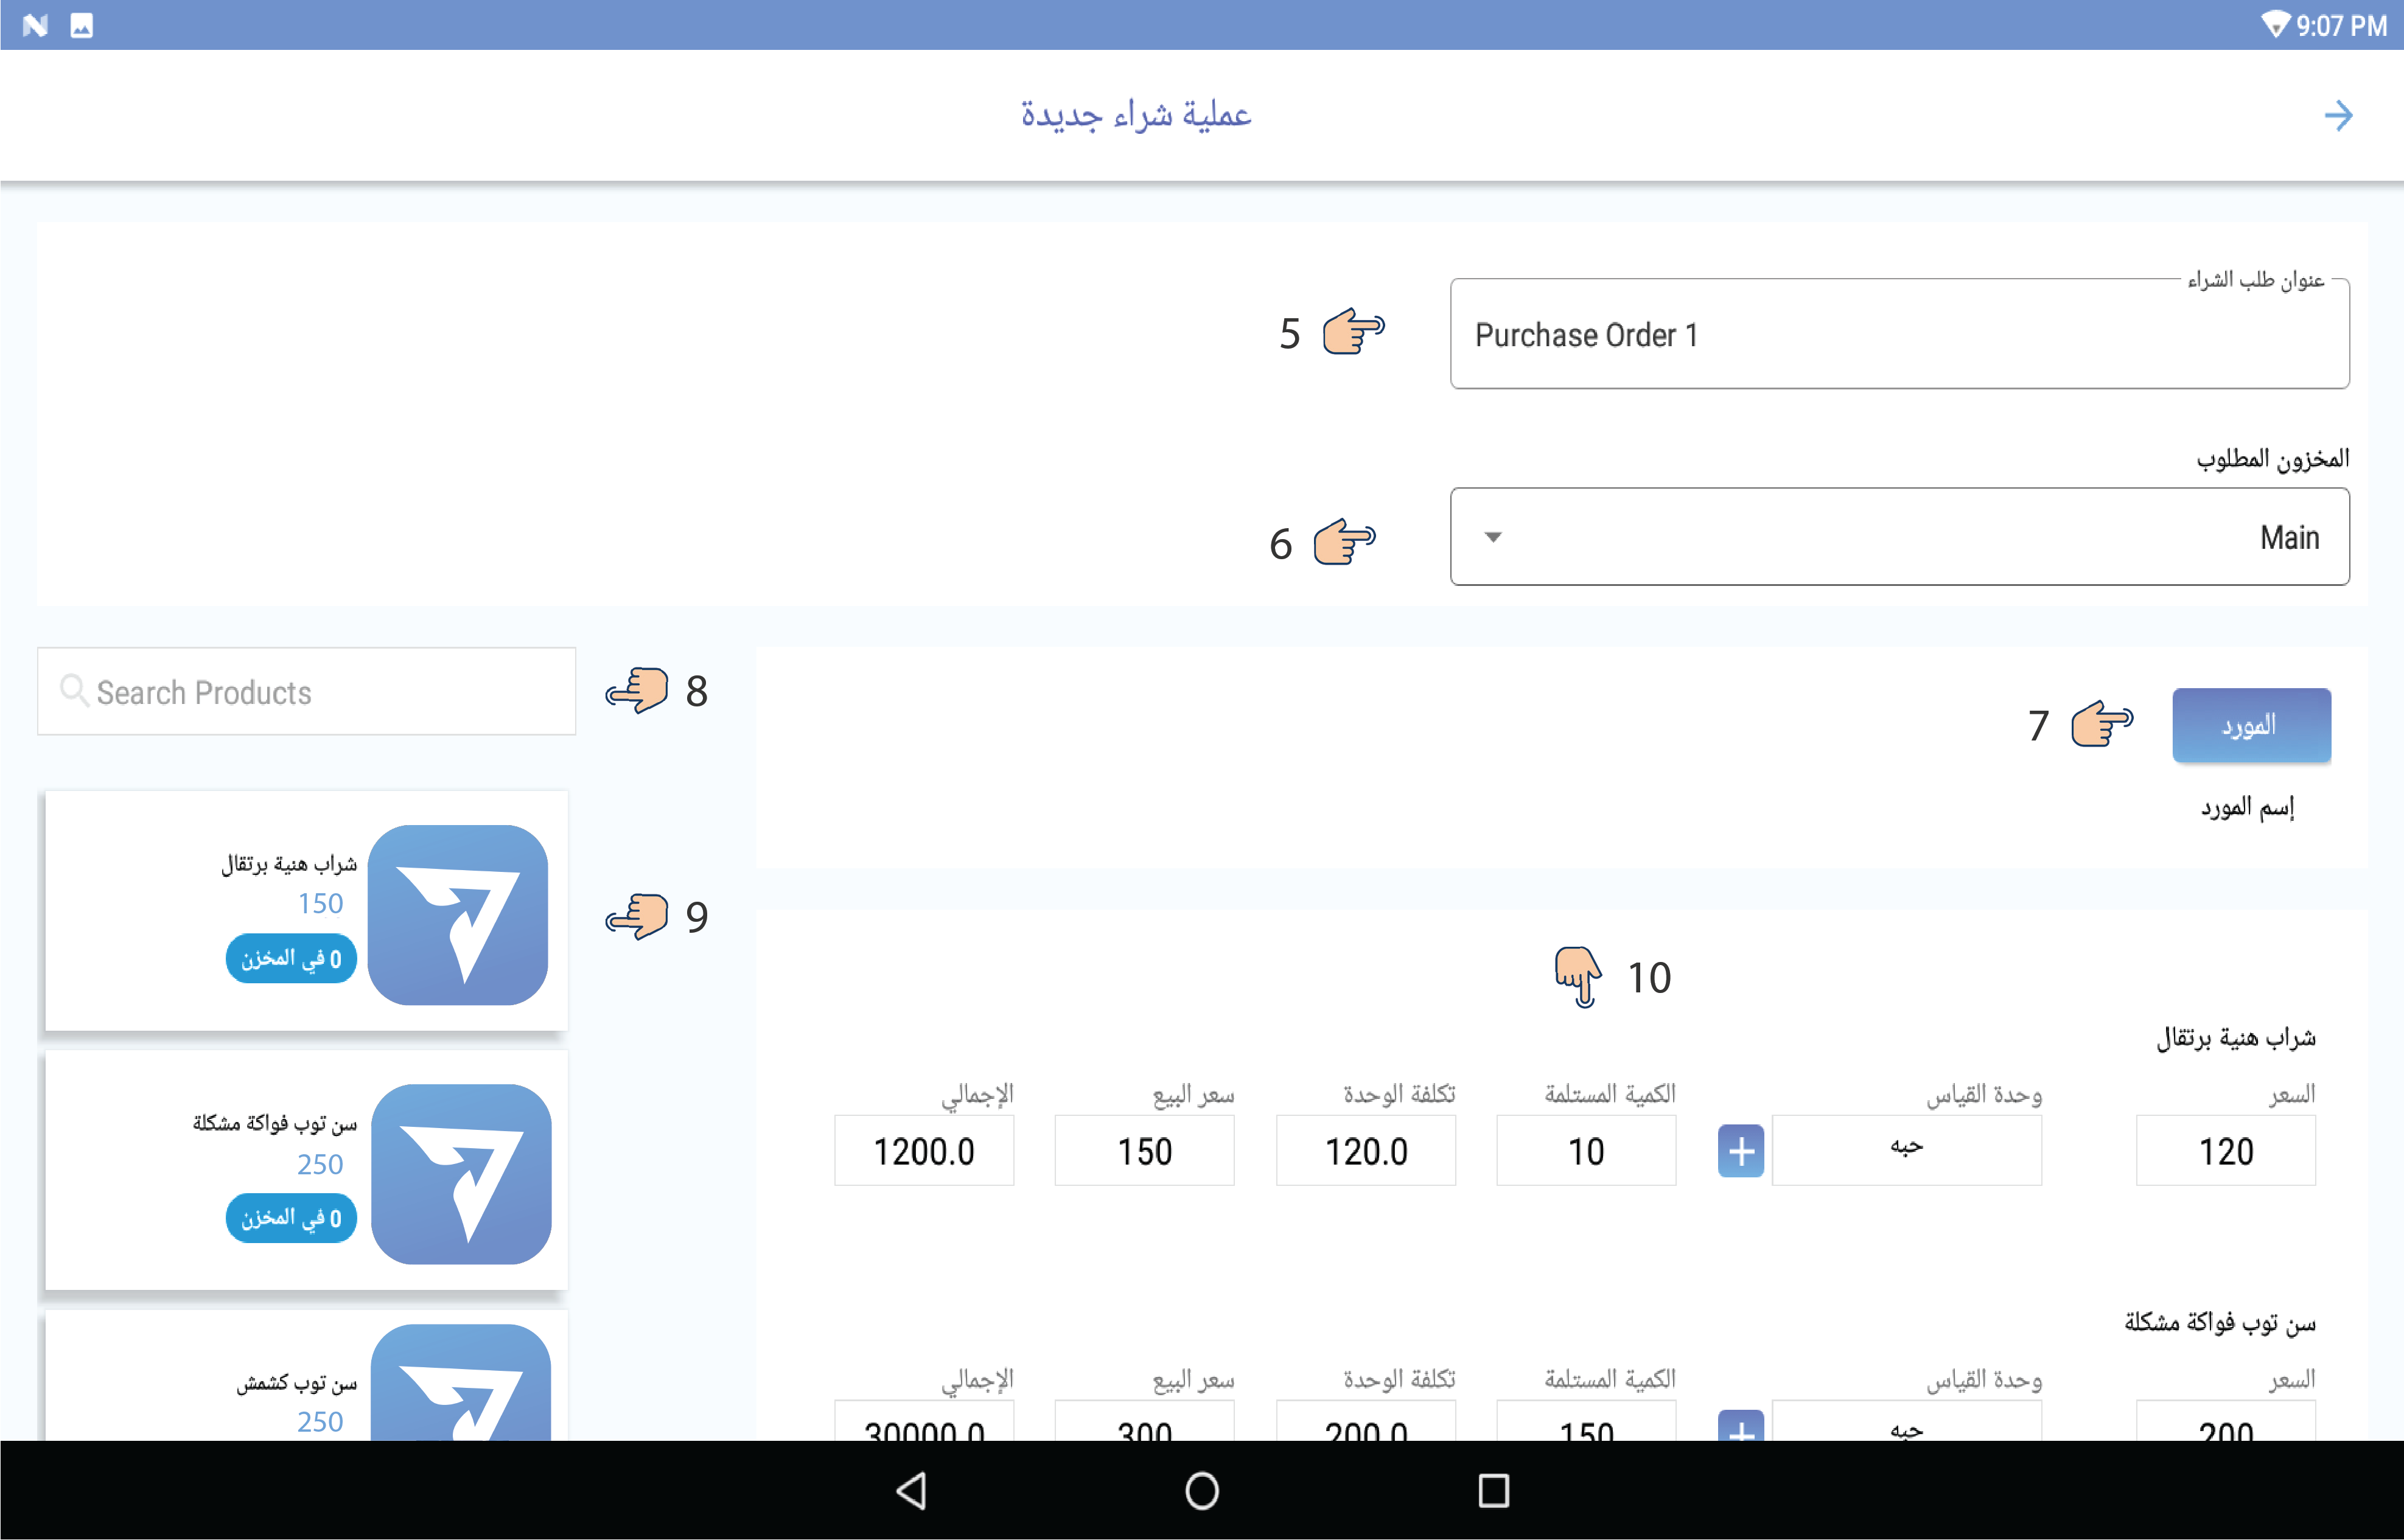 9:07 PM
عملية شراء جديدة
عنوان طلب الشراء
Purchase Order 1
5
المخزون المطلوب
Main
6
المورد
7
إسم المورد
Search Products
8
شراب هنية برتقال
150
0 في المخزن
9
سن توب فواكة مشكلة
250
0 في المخزن
سن توب كشمش
250
10
شراب هنية برتقال
السعر وحدة القياس الكمية المستلمة تكلفة الوحدة سعر البيع الإجمالي
120 حبه + 10 120.0 150 1200.0
سن توب فواكة مشكلة
السعر وحدة القياس الكمية المستلمة تكلفة الوحدة سعر البيع الإجمالي
200 حبه + 150 200.0 300 30000.0